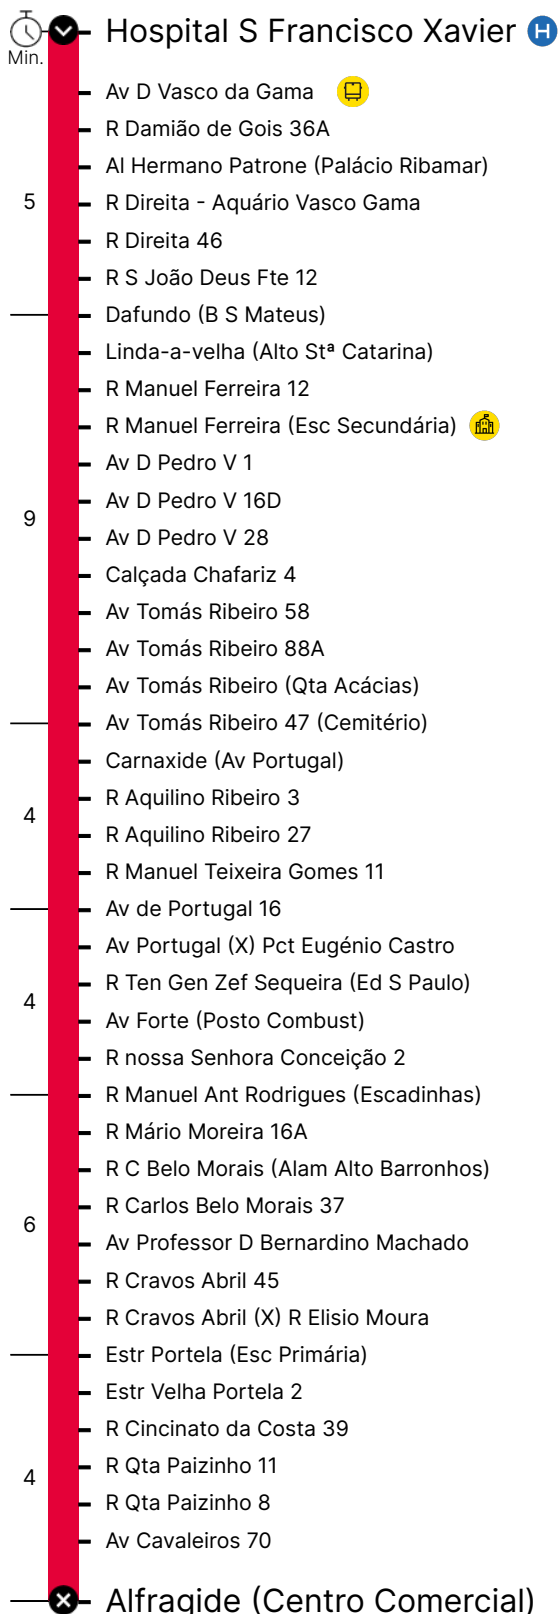 Hospital S Francisco Xavier H
Min.
Av D Vasco da Gama
R Damião de Gois 36A
Al Hermano Patrone (Palácio Ribamar)
5
R Direita - Aquário Vasco Gama
R Direita 46
R S João Deus Fte 12
Dafundo (B S Mateus)
Linda-a-velha (Alto Stª Catarina)
R Manuel Ferreira 12
R Manuel Ferreira (Esc Secundária)
Av D Pedro V 1
Av D Pedro V 16D
9
Av D Pedro V 28
Calçada Chafariz 4
Av Tomás Ribeiro 58
Av Tomás Ribeiro 88A
Av Tomás Ribeiro (Qta Acácias)
Av Tomás Ribeiro 47 (Cemitério)
Carnaxide (Av Portugal)
R Aquilino Ribeiro 3
4
R Aquilino Ribeiro 27
R Manuel Teixeira Gomes 11
Av de Portugal 16
Av Portugal (X) Pct Eugénio Castro
R Ten Gen Zef Sequeira (Ed S Paulo)
4
Av Forte (Posto Combust)
R nossa Senhora Conceição 2
R Manuel Ant Rodrigues (Escadinhas)
R Mário Moreira 16A
R C Belo Morais (Alam Alto Barronhos)
R Carlos Belo Morais 37
6
Av Professor D Bernardino Machado
R Cravos Abril 45
R Cravos Abril (X) R Elisio Moura
Estr Portela (Esc Primária)
Estr Velha Portela 2
R Cincinato da Costa 39
R Qta Paizinho 11
4
R Qta Paizinho 8
Av Cavaleiros 70
Alfragide (Centro Comercial)